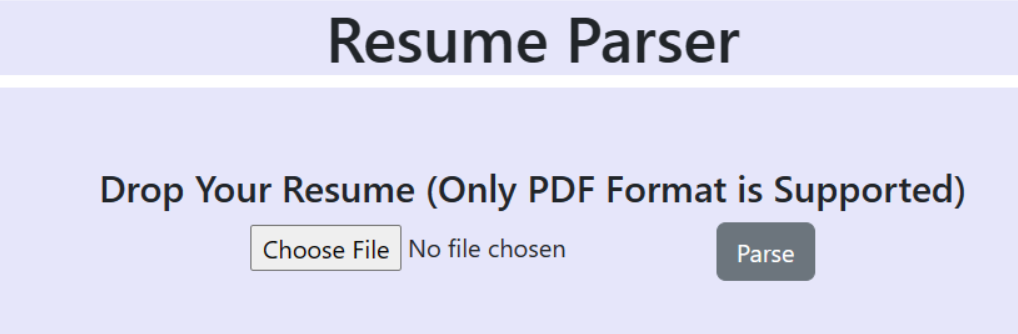 Resume Parser
Drop Your Resume (Only PDF Format is Supported)
Choose File No file chosen Parse